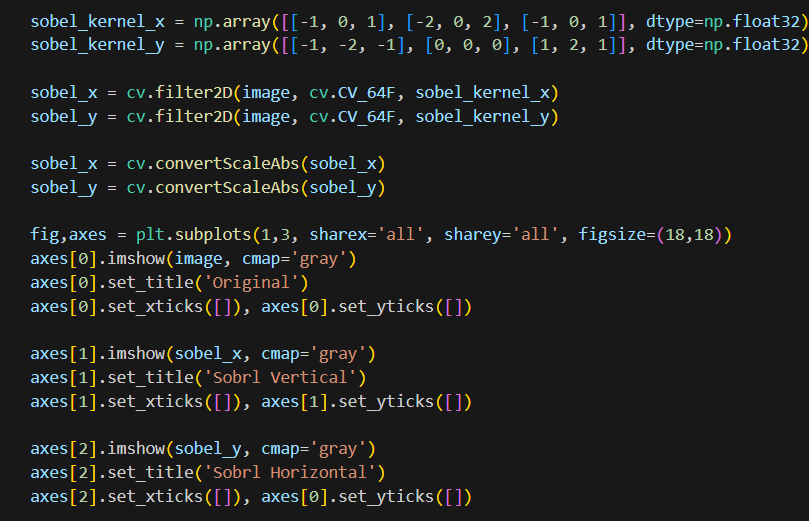 sobel_kernel_x = np.array([[-1, 0, 1], [-2, 0, 2], [-1, 0, 1]], dtype=np.float32)
sobel_kernel_y = np.array([[-1, -2, -1], [0, 0, 0], [1, 2, 1]], dtype=np.float32)
sobel_x = cv.filter2D(image, cv.CV_64F, sobel_kernel_x)
sobel_y = cv.filter2D(image, cv.CV_64F, sobel_kernel_y)
sobel_x = cv.convertScaleAbs(sobel_x)
sobel_y = cv.convertScaleAbs(sobel_y)
fig,axes = plt.subplots(1,3, sharex='all', sharey='all', figsize=(18,18))
axes[0].imshow(image, cmap='gray')
axes[0].set_title('Original')
axes[0].set_xticks([]), axes[0].set_yticks([])
axes[1].imshow(sobel_x, cmap='gray')
axes[1].set_title('Sobrl Vertical')
axes[1].set_xticks([]), axes[1].set_yticks([])
axes[2].imshow(sobel_y, cmap='gray')
axes[2].set_title('Sobrl Horizontal')
axes[2].set_xticks([]), axes[0].set_yticks([])